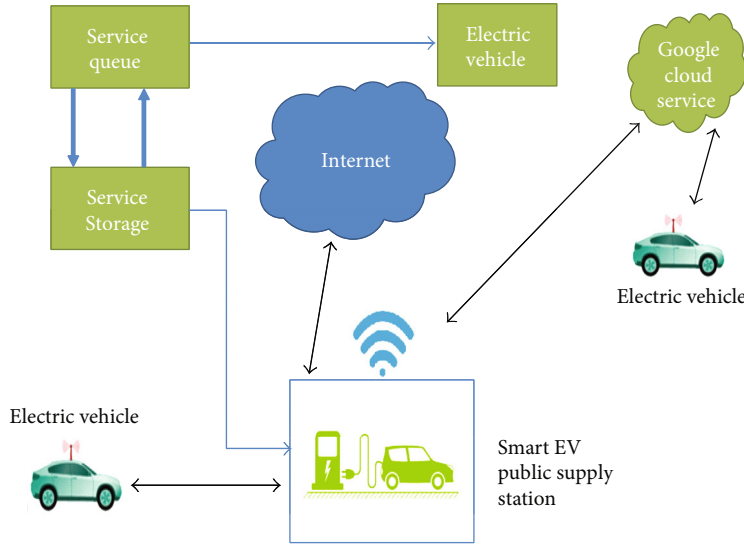 Service
queue
Electric
vehicle
Google
cloud
service
Internet
Service
Storage
Electric vehicle
Electric vehicle
Smart EV
public supply
station